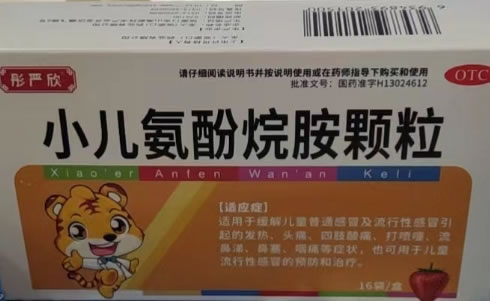 彤严欣
请仔细阅读说明书并按说明使用或在药师指导下购买和使用
批准文号：国药准字H13024612
OTC
小儿氨酚烷胺颗粒
Xiao'er Anfen Wan'an Keli
[适应症]
适用于缓解儿童普通感冒及流行性感冒引
起的发热、头痛、四肢酸痛、打喷嚏、流
鼻涕、鼻塞、咽痛等症状，也可用于儿童
流行性感冒的预防和治疗。
16袋/盒